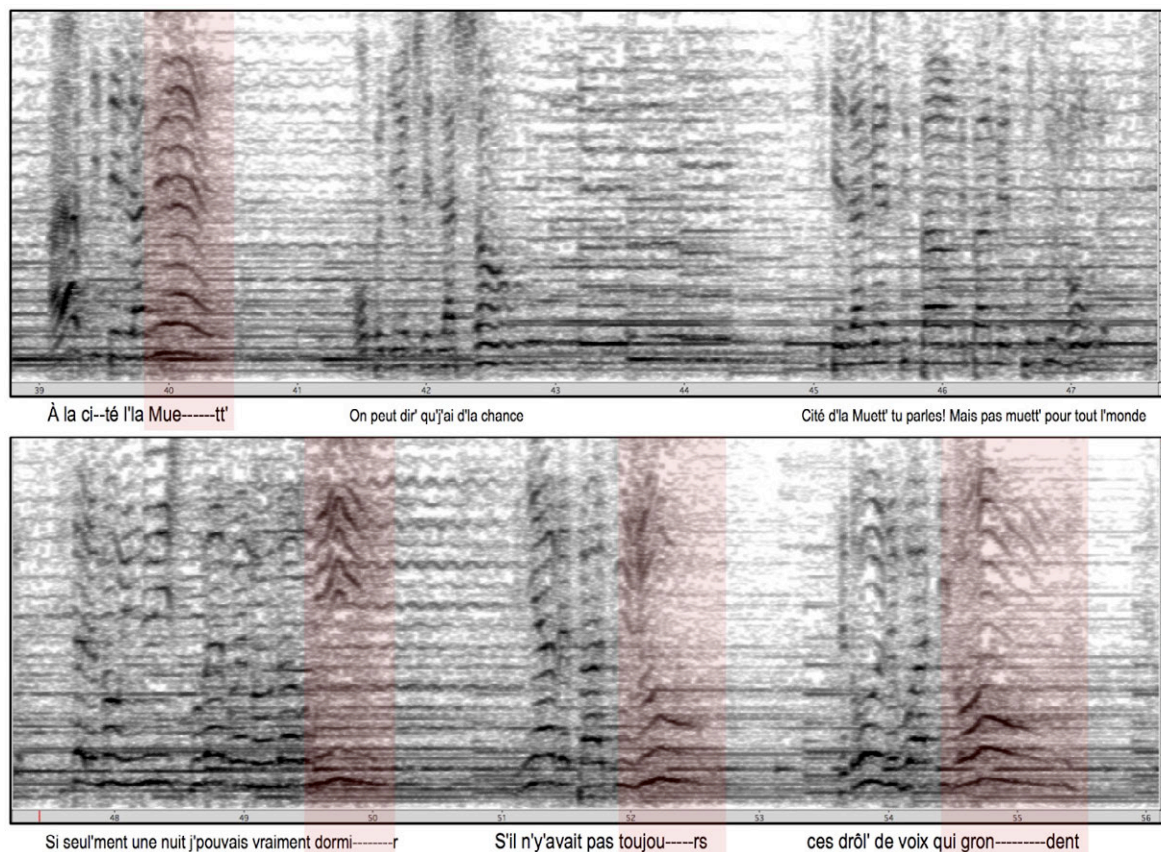 39 40 41 42 43 44 45 46 47
À la ci--té l'la Mue------tt' On peut dir' qu'j'ai d'la chance Cité d'la Muett' tu parles! Mais pas muett' pour tout l'monde
48 49 50 51 52 53 54 55 56
Si seul'ment une nuit j'pouvais vraiment dormi--------r S'il n'y'avait pas toujou-----rs ces drôl' de voix qui gron---------dent